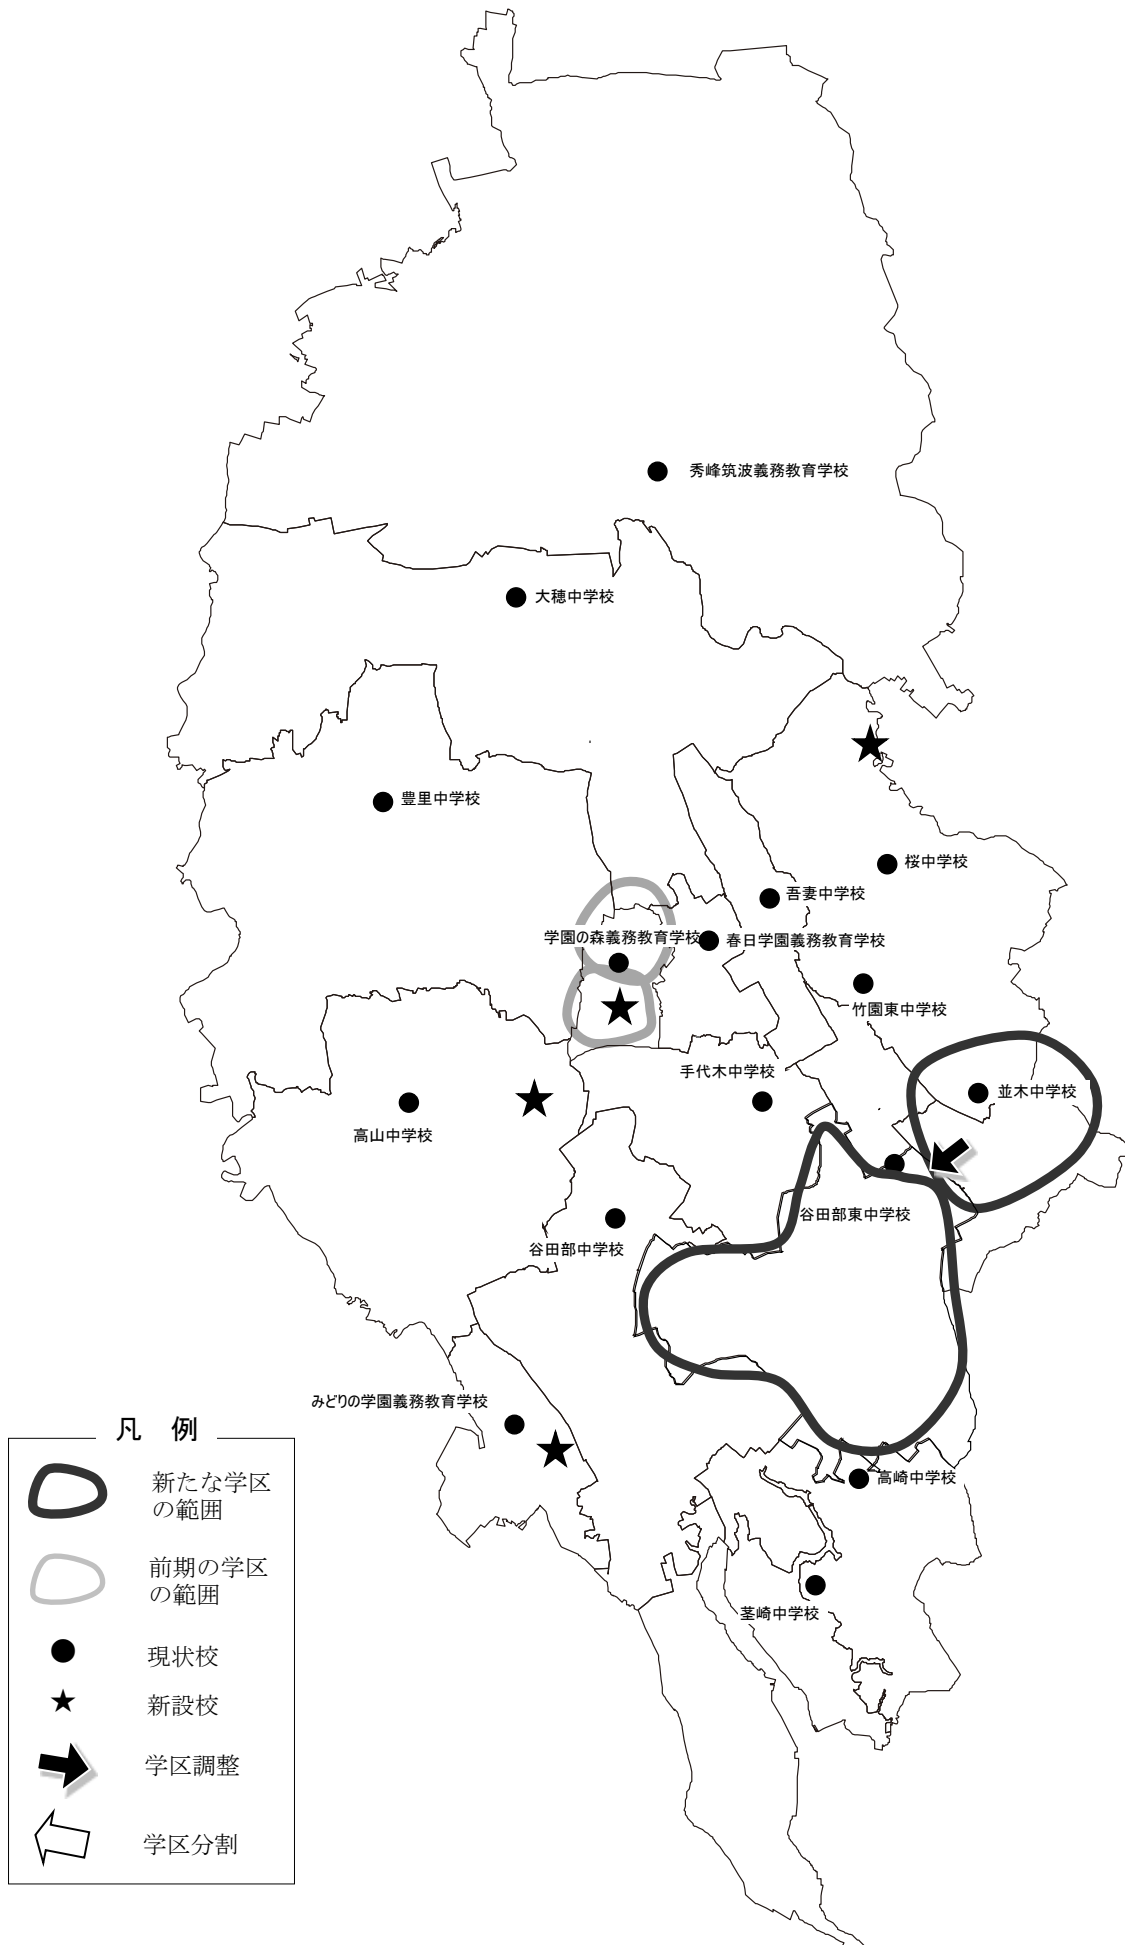 秀峰筑波義務教育学校
大穂中学校
豊里中学校
桜中学校
吾妻中学校
学園の森義務教育学校
春日学園義務教育学校
竹園東中学校
手代木中学校
並木中学校
高山中学校
谷田部東中学校
谷田部中学校
みどりの学園義務教育学校
高崎中学校
茎崎中学校
凡 例
新たな学区
の範囲
前期の学区
の範囲
現状校
新設校
学区調整
学区分割